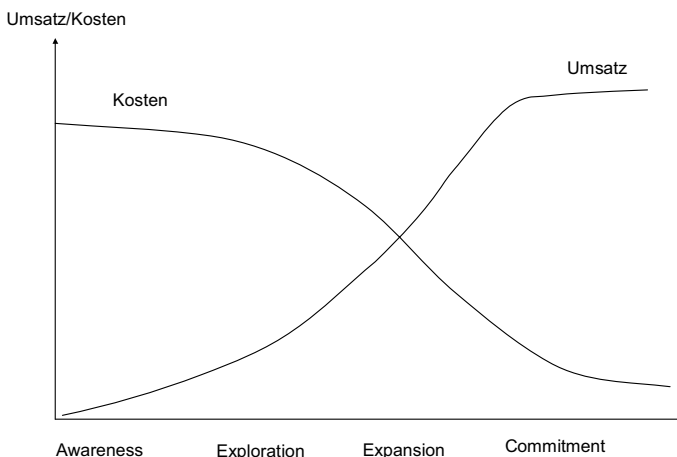 Umsatz/Kosten
Umsatz
Kosten
Awareness Exploration Expansion Commitment